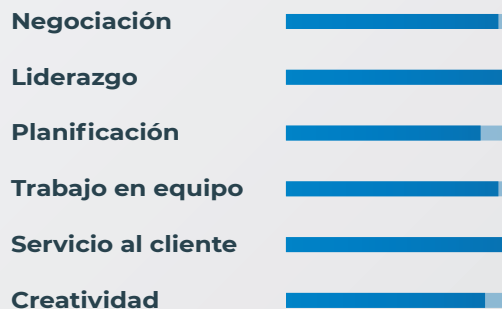 Negociación
Liderazgo
Planificación
Trabajo en equipo
Servicio al cliente
Creatividad